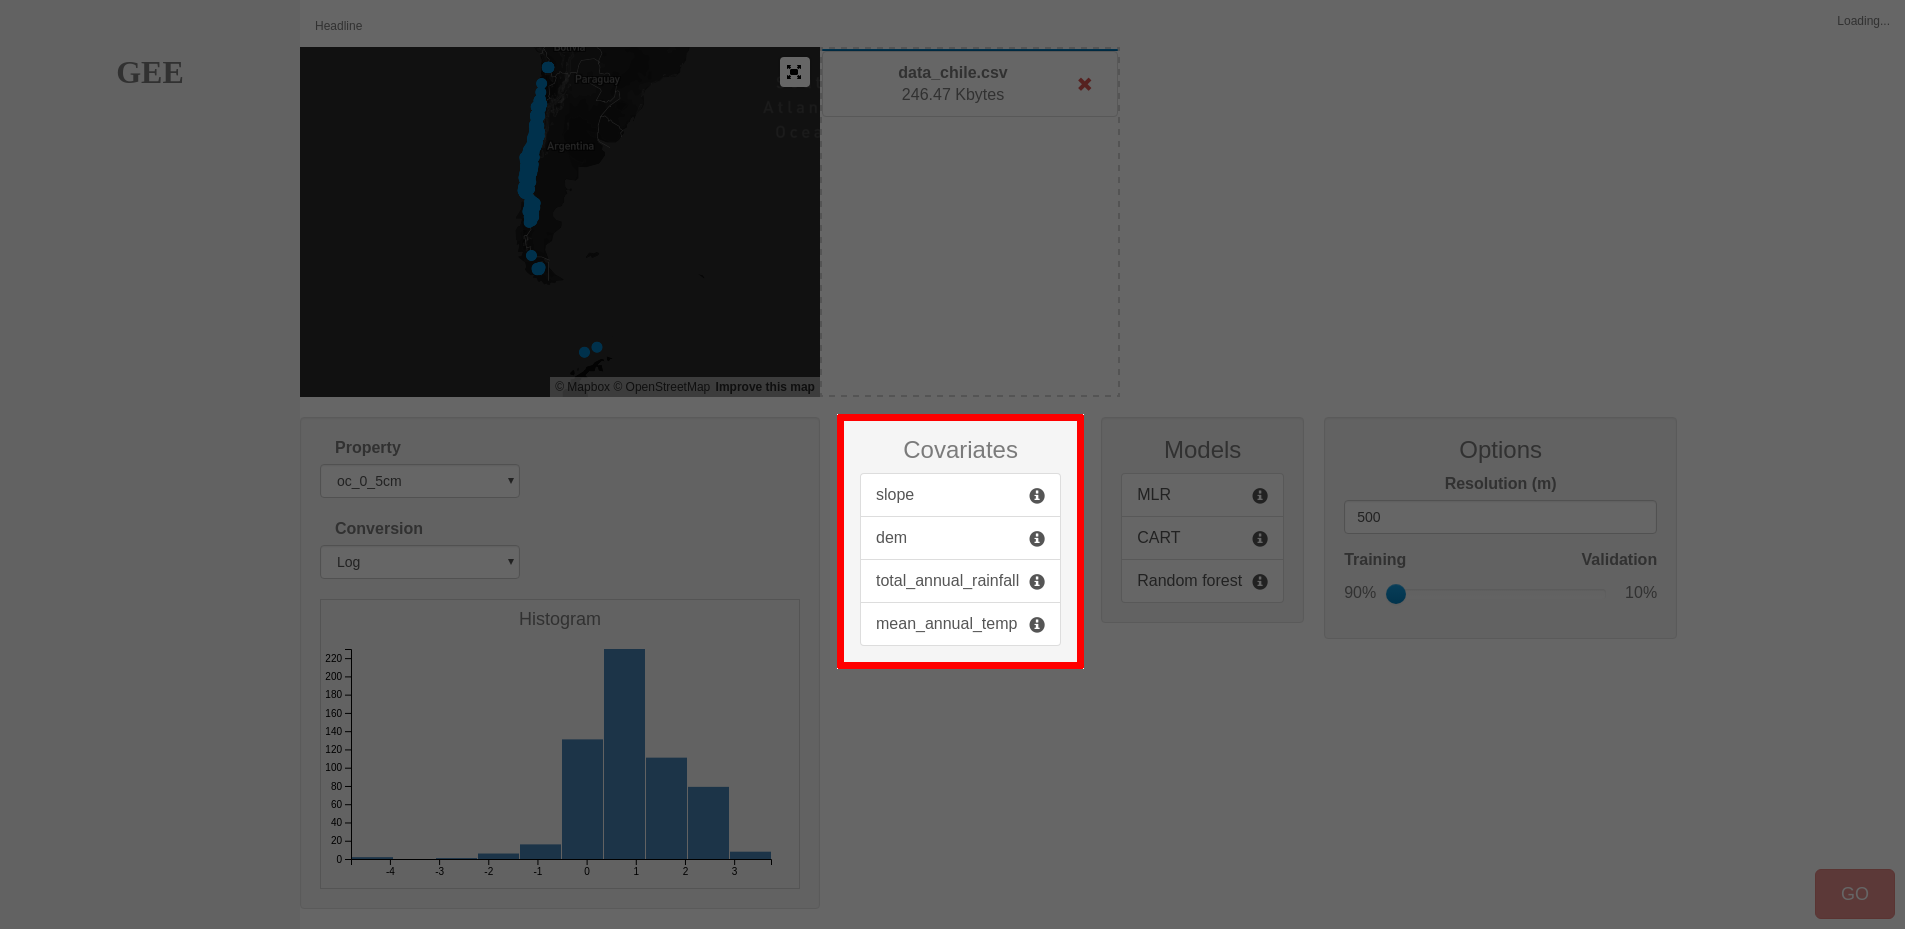 Headline
Loading...
GEE
Bolivia
Paraguay
Atlan
Ocea
Argentina
© Mapbox © OpenStreetMap Improve this map
data_chile.csv
246.47 Kbytes
Property
oc_0_5cm
Conversion
Log
Histogram
220
200
180
160
140
120
100
80
60
40
20
0
-4 -3 -2 -1 0 1 2 3
Covariates
slope
dem
total_annual_rainfall
mean_annual_temp
Models
MLR
CART
Random forest
Options
Resolution (m)
500
Training Validation
90% 10%
GO